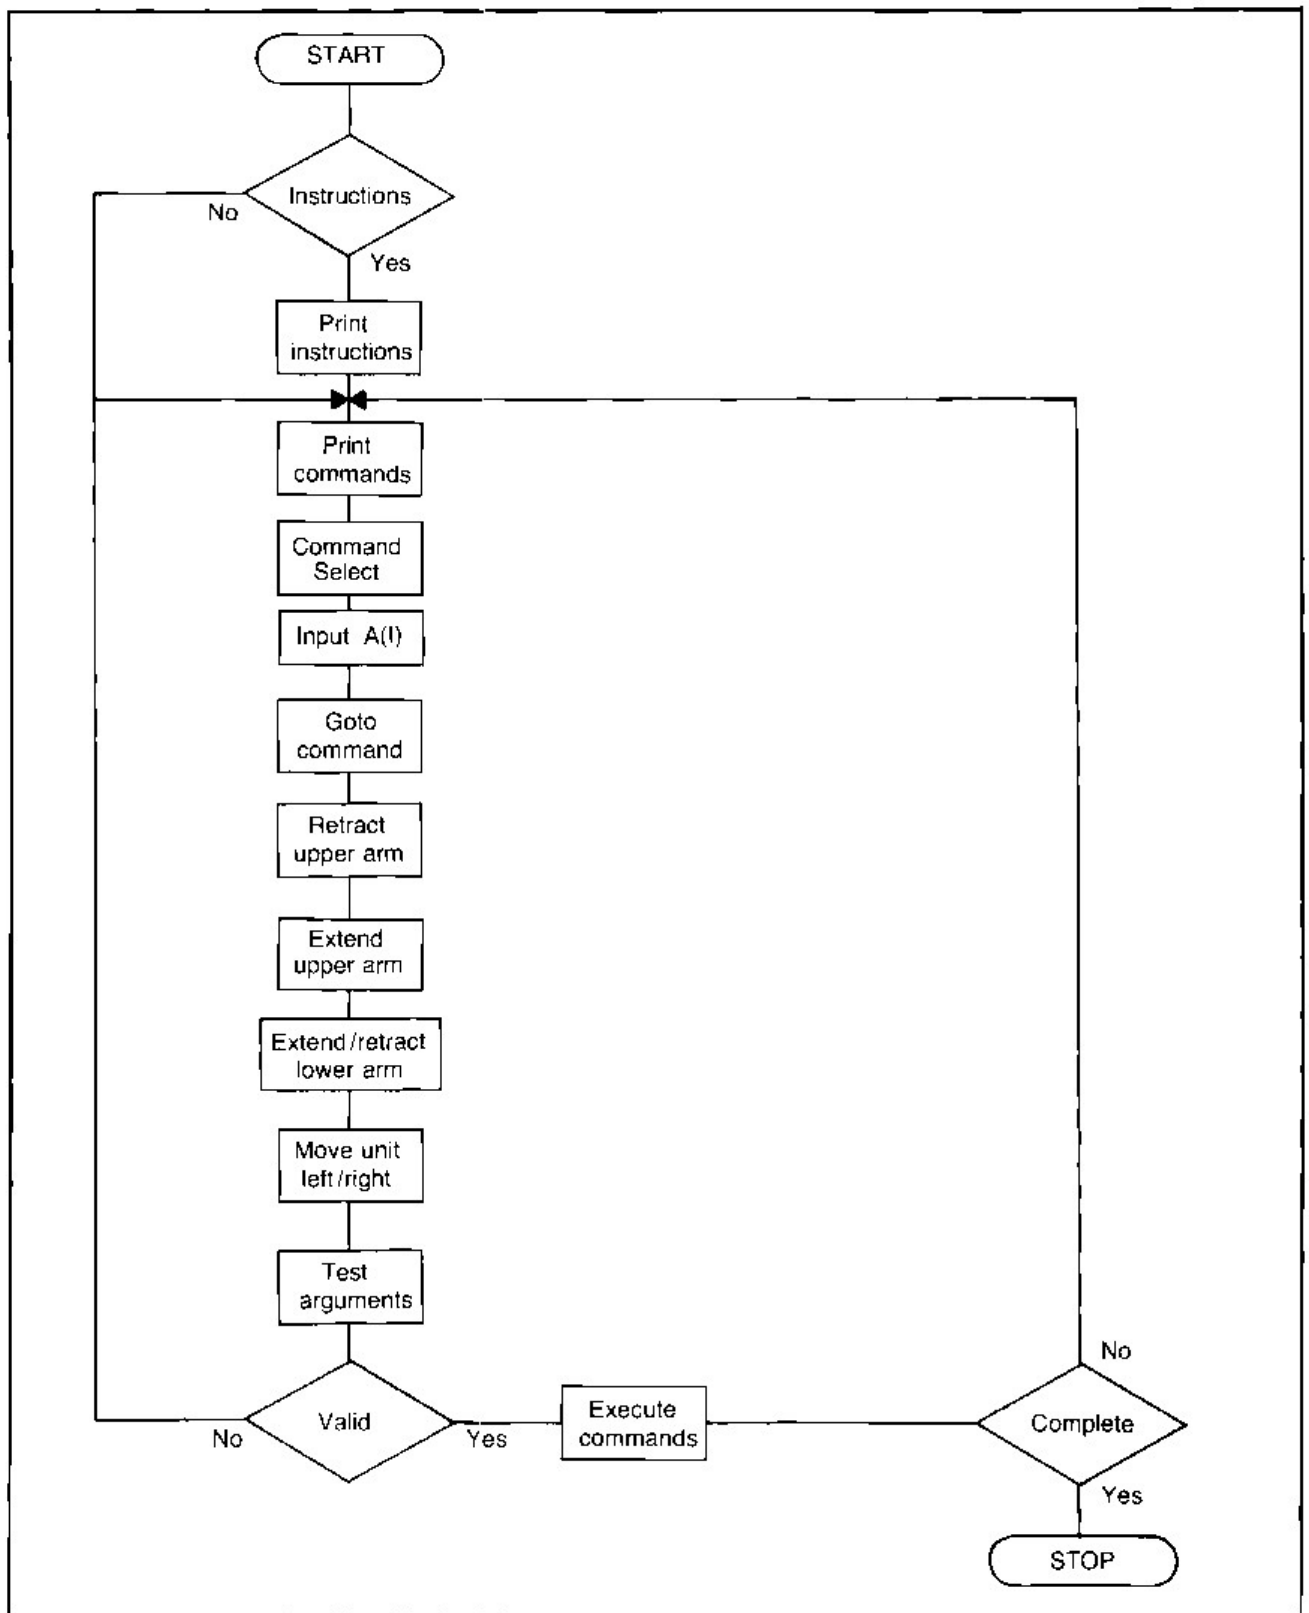 START
Instructions
No
Yes
Print
instructions
Print
commands
Command
Select
Input A(I)
Goto
command
Retract
upper arm
Extend
upper arm
Extend/retract
lower arm
Move unit
left/right
Test
arguments
Valid
No
Yes
Execute
commands
No
Complete
Yes
STOP